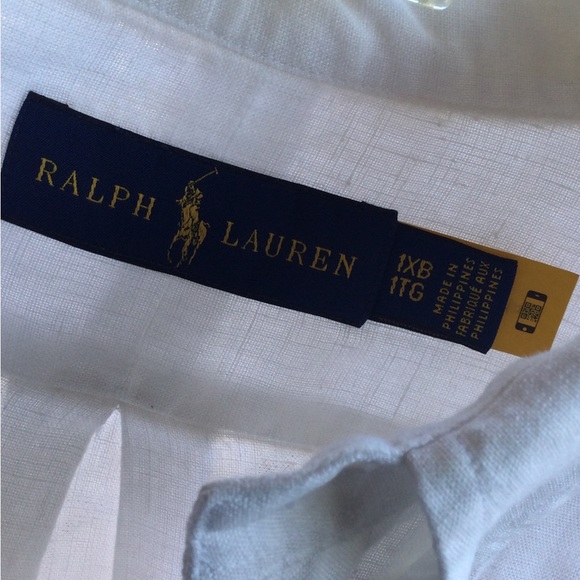 RALPH LAUREN
1XB
1TG
MADE IN
PHILIPPINES
FABRIQUÉ AUX
PHILIPPINES